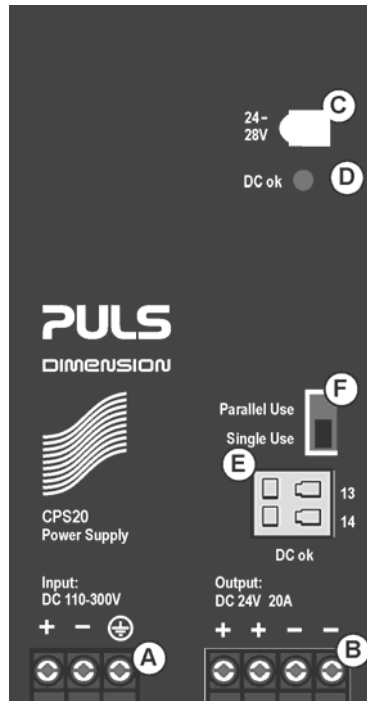 C
24-
28V
DC ok
D
PULS
DIMENSION
F
Parallel Use
Single Use
E
13
14
CPS20
Power Supply
DC ok
Input:
DC 110-300V
+ − ⏚
Output:
DC 24V 20A
+ + − −
A
B